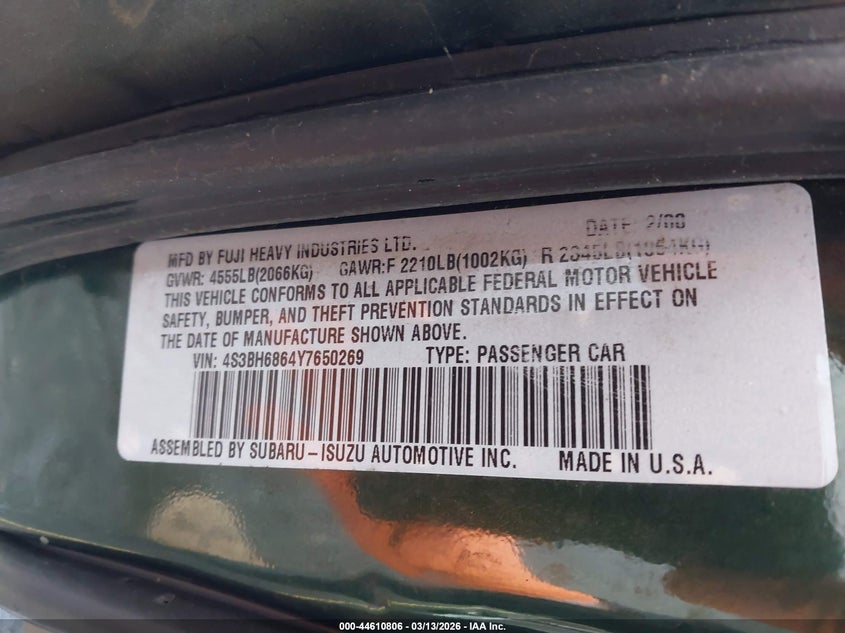 DATE: 2/00
MFD BY FUJI HEAVY INDUSTRIES LTD.
GVWR: 4555LB(2066KG) GAWR:F 2210LB(1002KG) R 2345LB(1064KG)
THIS VEHICLE CONFORMS TO ALL APPLICABLE FEDERAL MOTOR VEHICLE
SAFETY, BUMPER, AND THEFT PREVENTION STANDARDS IN EFFECT ON
THE DATE OF MANUFACTURE SHOWN ABOVE.
VIN: 4S3BH6864Y7650269 TYPE: PASSENGER CAR
ASSEMBLED BY SUBARU-ISUZU AUTOMOTIVE INC. MADE IN U.S.A.
000-44610806 - 03/13/2026 - IAA Inc.